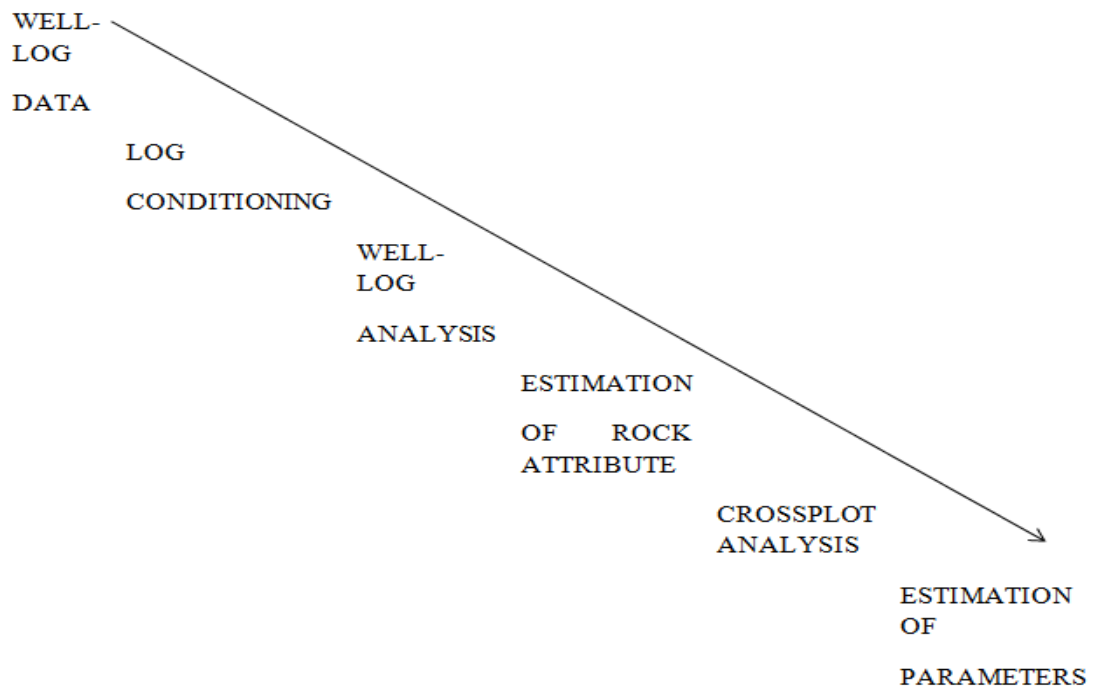 WELL-
LOG
DATA
LOG
CONDITIONING
WELL-
LOG
ANALYSIS
ESTIMATION
OF ROCK
ATTRIBUTE
CROSSPLOT
ANALYSIS
ESTIMATION
OF
PARAMETERS